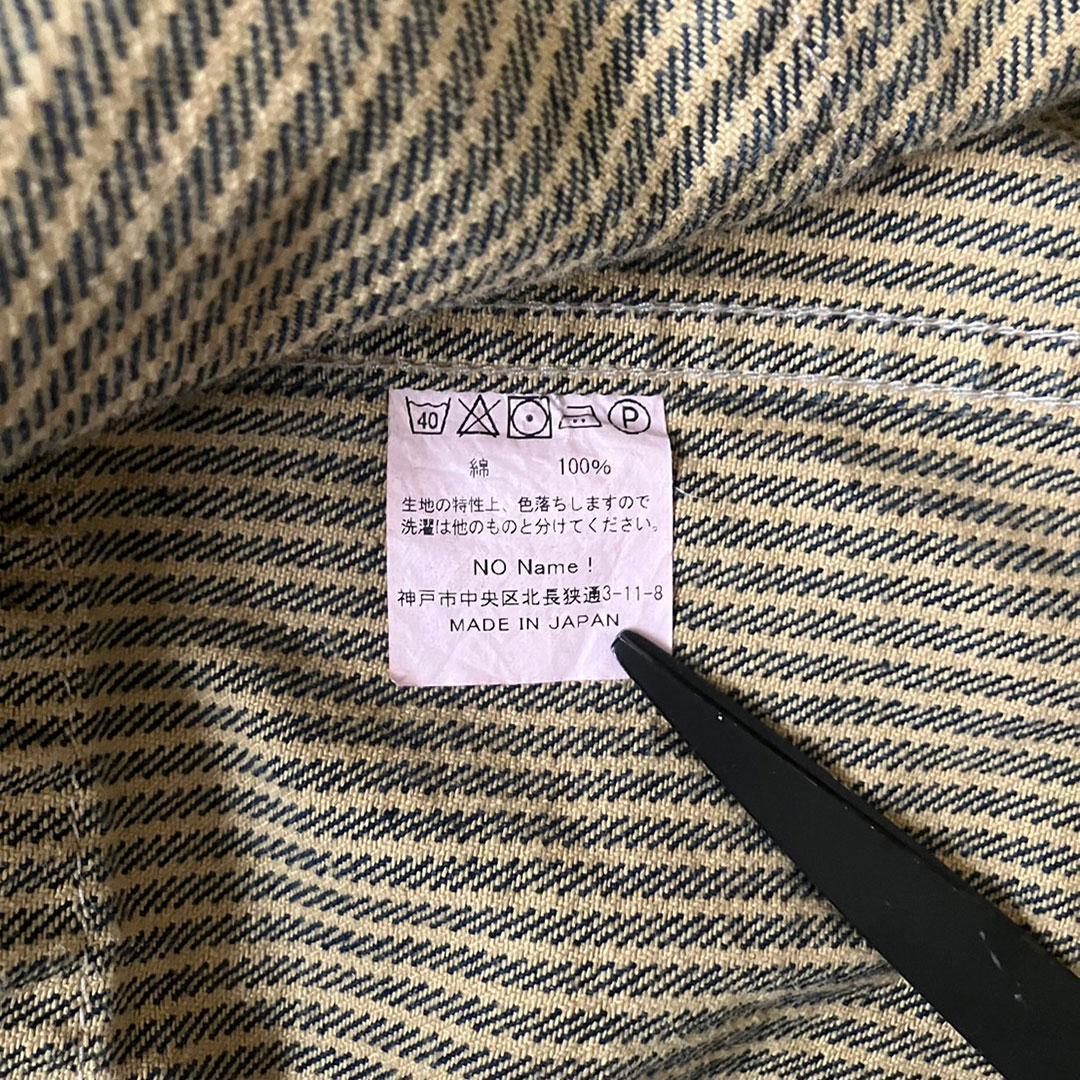 40 P
綿 100%
生地の特性上、色落ちしますので
洗濯は他のものと分けてください。
NO Name !
神戸市中央区北長狭通3-11-8
MADE IN JAPAN